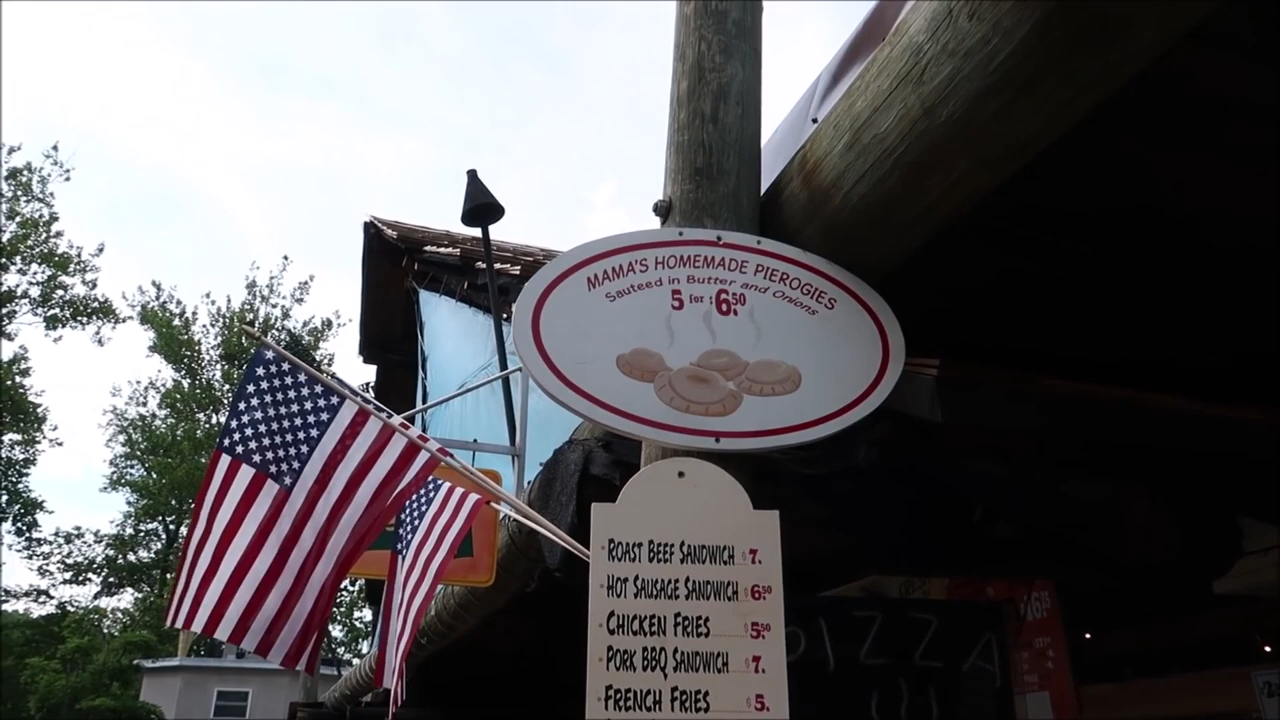 MAMA'S HOMEMADE PIEROGIES
Sauteed in Butter and Onions
5 for $6.50
ROAST BEEF SANDWICH $7.
HOT SAUSAGE SANDWICH $6.50
CHICKEN FRIES $5.50
PORK BBQ SANDWICH $7.
FRENCH FRIES $5.
PIZZA